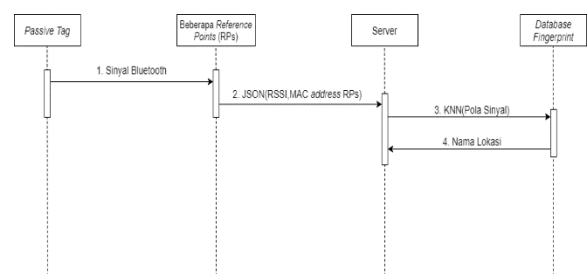 Passive Tag
Beberapa Reference
Points (RPs)
Server
Database
Fingerprint
1. Sinyal Bluetooth
2. JSON(RSSI,MAC address RPs)
3. KNN(Pola Sinyal)
4. Nama Lokasi